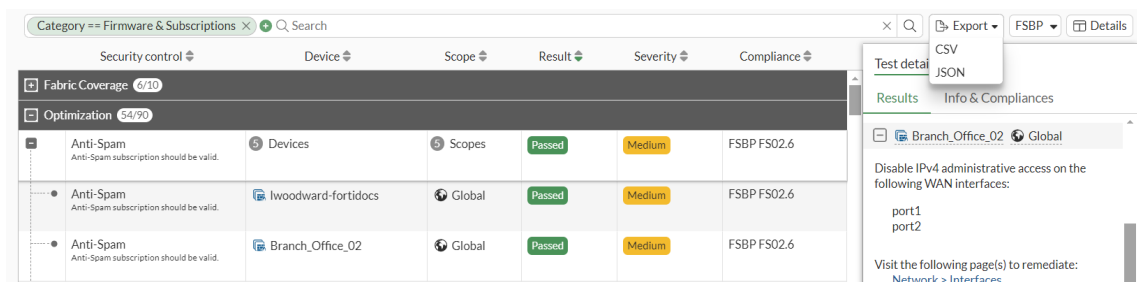 Category == Firmware & Subscriptions
Search
Export
FSBP
Details
CSV
JSON
Security control
Device
Scope
Result
Severity
Compliance
Fabric Coverage 6/10
Optimization 54/90
Anti-Spam
Anti-Spam subscription should be valid.
5 Devices
5 Scopes
Passed
Medium
FSBP FS02.6
Anti-Spam
Anti-Spam subscription should be valid.
lwoodward-fortidocs
Global
Passed
Medium
FSBP FS02.6
Anti-Spam
Anti-Spam subscription should be valid.
Branch_Office_02
Global
Passed
Medium
FSBP FS02.6
Test detai
Results
Info & Compliances
Branch_Office_02 Global
Disable IPv4 administrative access on the
following WAN interfaces:
port1
port2
Visit the following page(s) to remediate:
Network > Interfaces